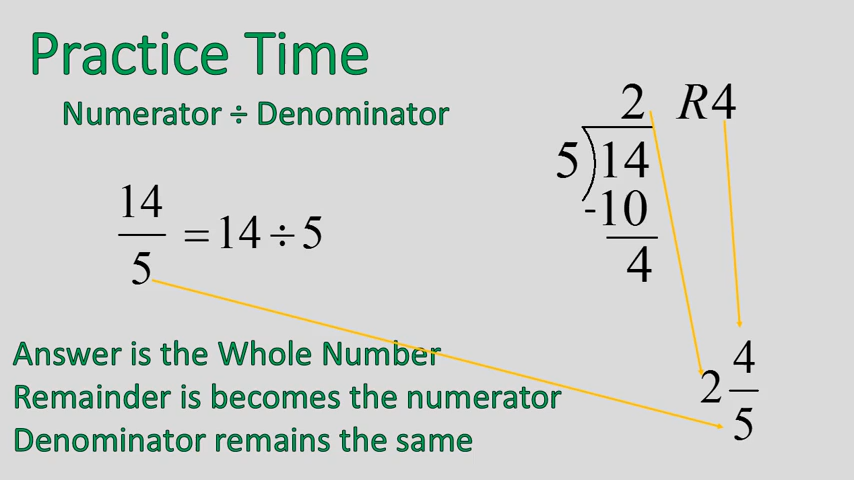 Practice Time
Numerator ÷ Denominator
14
5
= 14 ÷ 5
2 R4
5)14
-10
4
Answer is the Whole Number
Remainder is becomes the numerator
Denominator remains the same
2 4
5